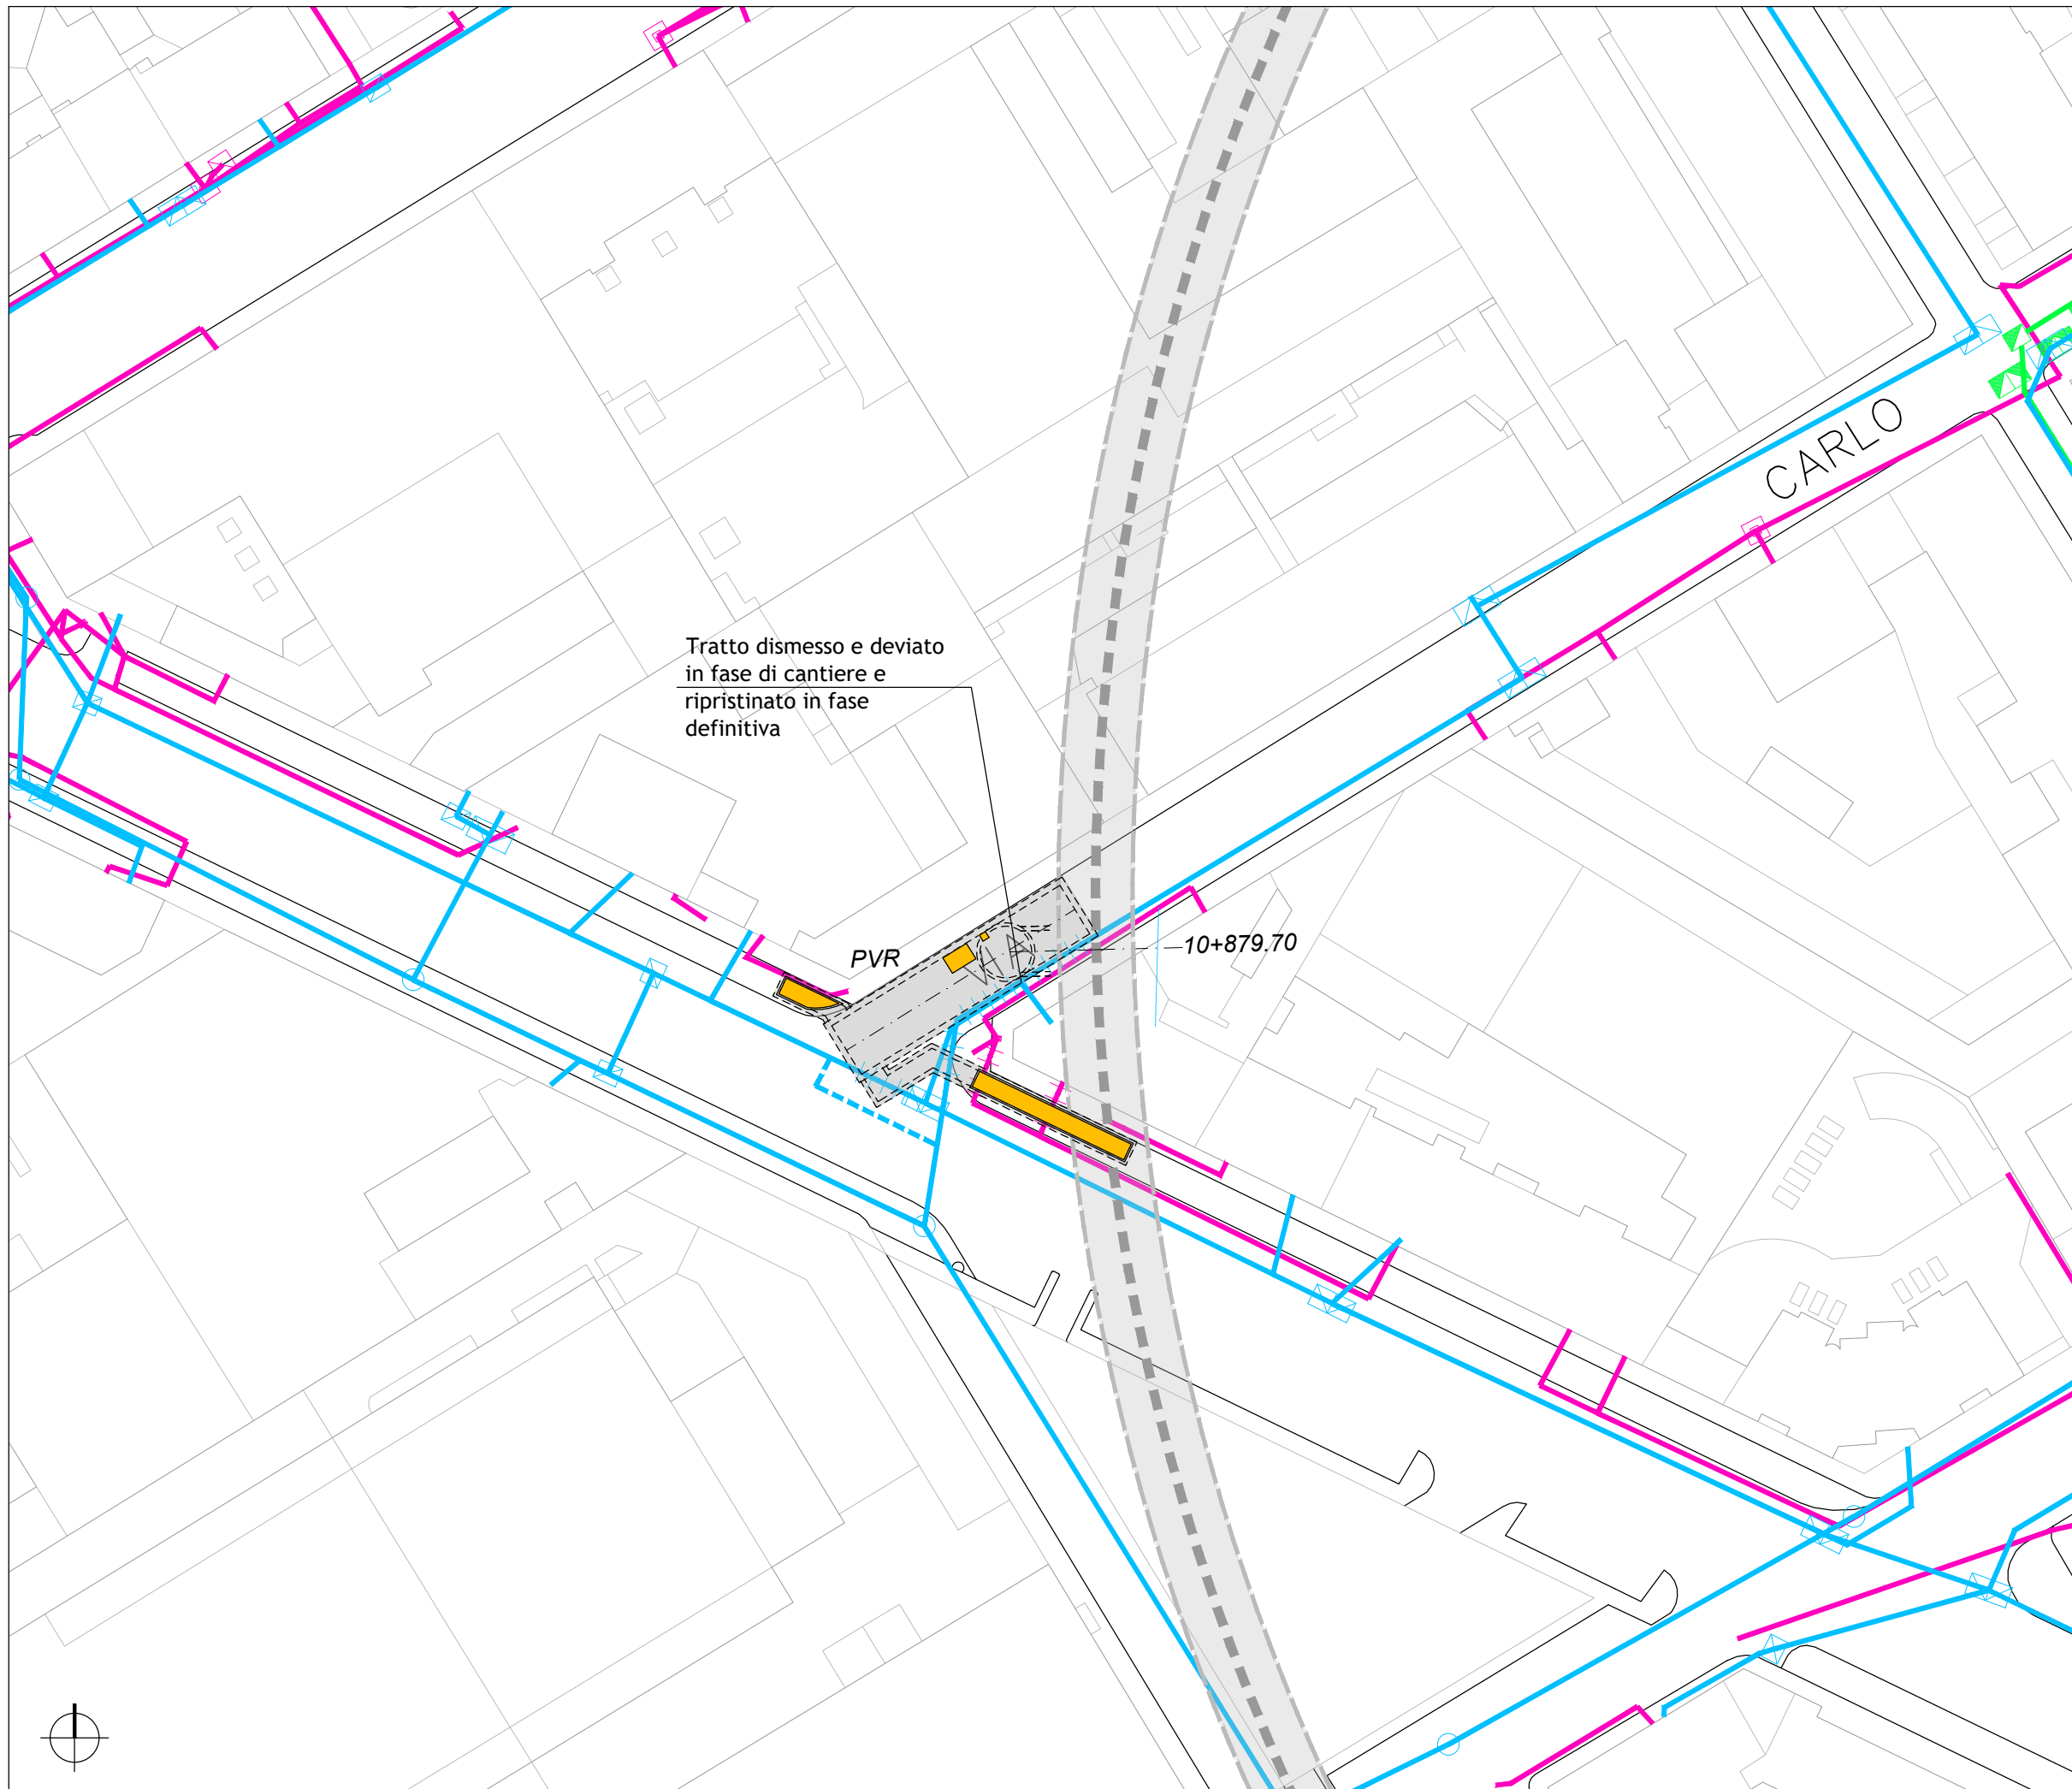 CARLO
Tratto dismesso e deviato
in fase di cantiere e
ripristinato in fase
definitiva
PVR
10+879.70